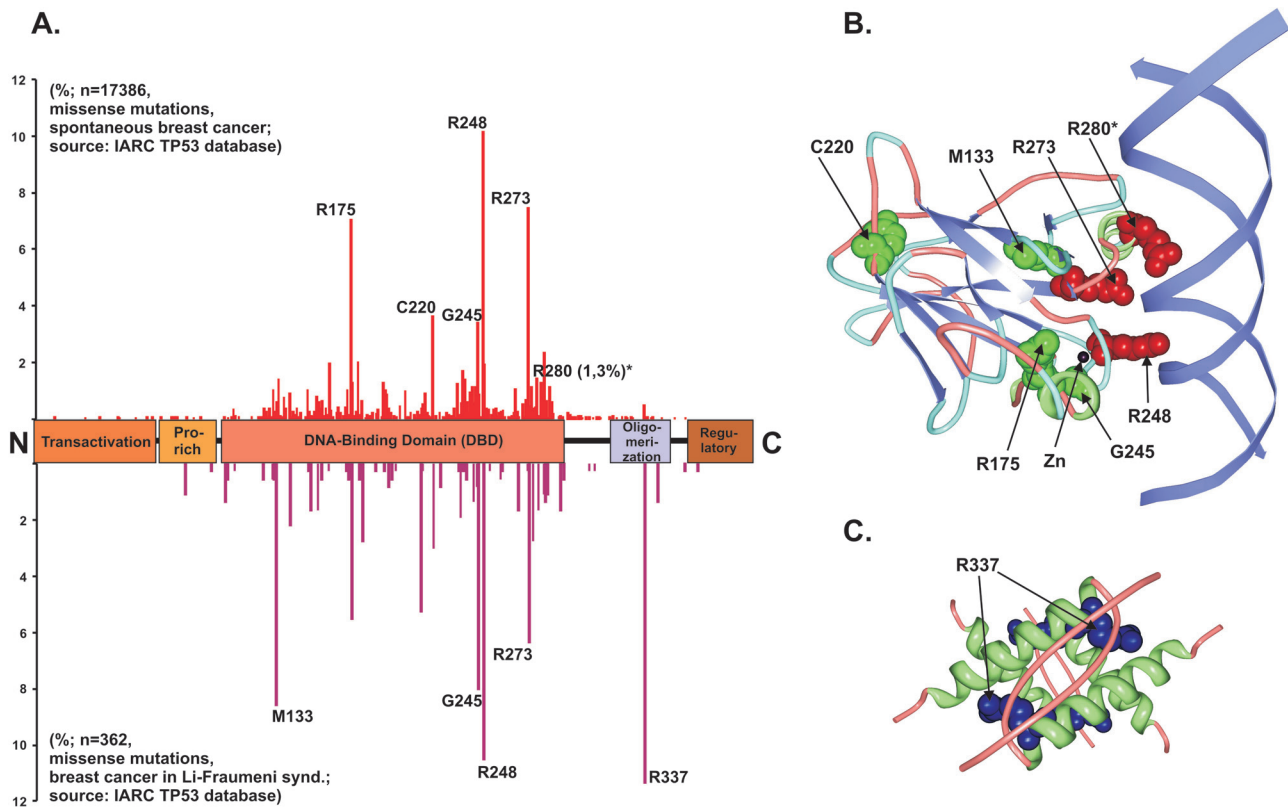 A.
12
10
8
6
4
2
(%; n=17386,
missense mutations,
spontaneous breast cancer;
source: IARC TP53 database)
R248
R273
R175
C220
G245
R280 (1,3%)*
N
Transactivation
Pro-
rich
DNA-Binding Domain (DBD)
Oligo-
meri-
zation
Regu-
latory
C
2
4
6
8
10
12
R273
G245
M133
R248
R337
(%; n=362,
missense mutations,
breast cancer in Li-Fraumeni synd.;
source: IARC TP53 database)
B.
R280*
C220
M133
R273
R248
G245
R175
Zn
C.
R337